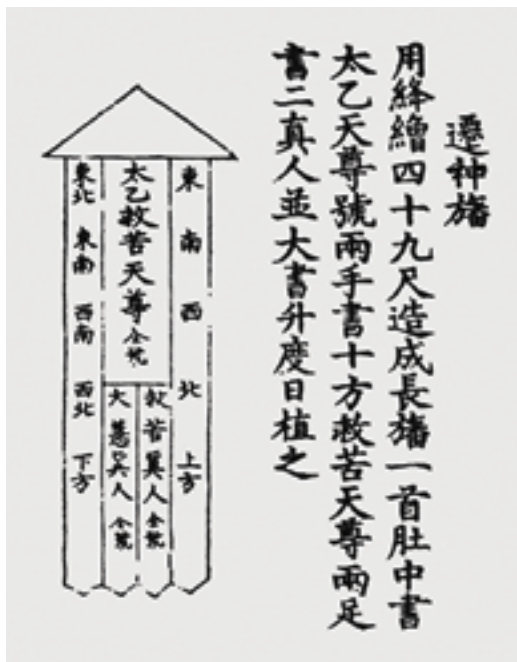 遷神旛
用絳繒四十九尺造成長旛一首肚中書
太乙天尊號兩手書十方救苦天尊兩足
書二真人並大書升度日植之
東 南 西 北 上方
太乙救苦天尊全號
救苦真人全號
大慧真人全號
東北 東南 西南 西北 下方